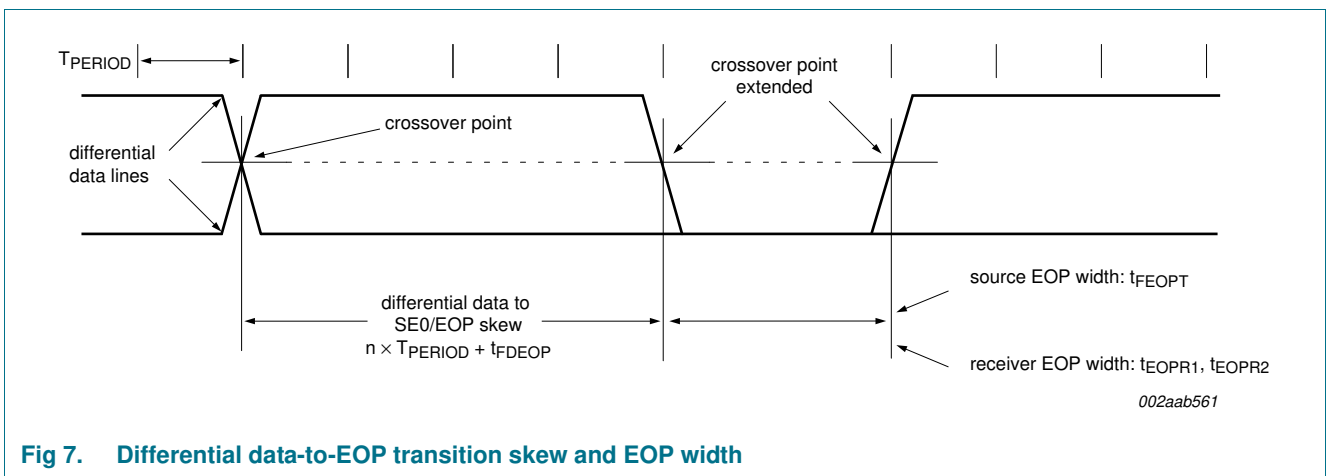 TPERIOD
crossover point
extended
crossover point
differential
data lines
source EOP width: tFEOPT
differential data to
SE0/EOP skew
n × TPERIOD + tFDEOP
receiver EOP width: tEOPR1, tEOPR2
002aab561
Fig 7. Differential data-to-EOP transition skew and EOP width